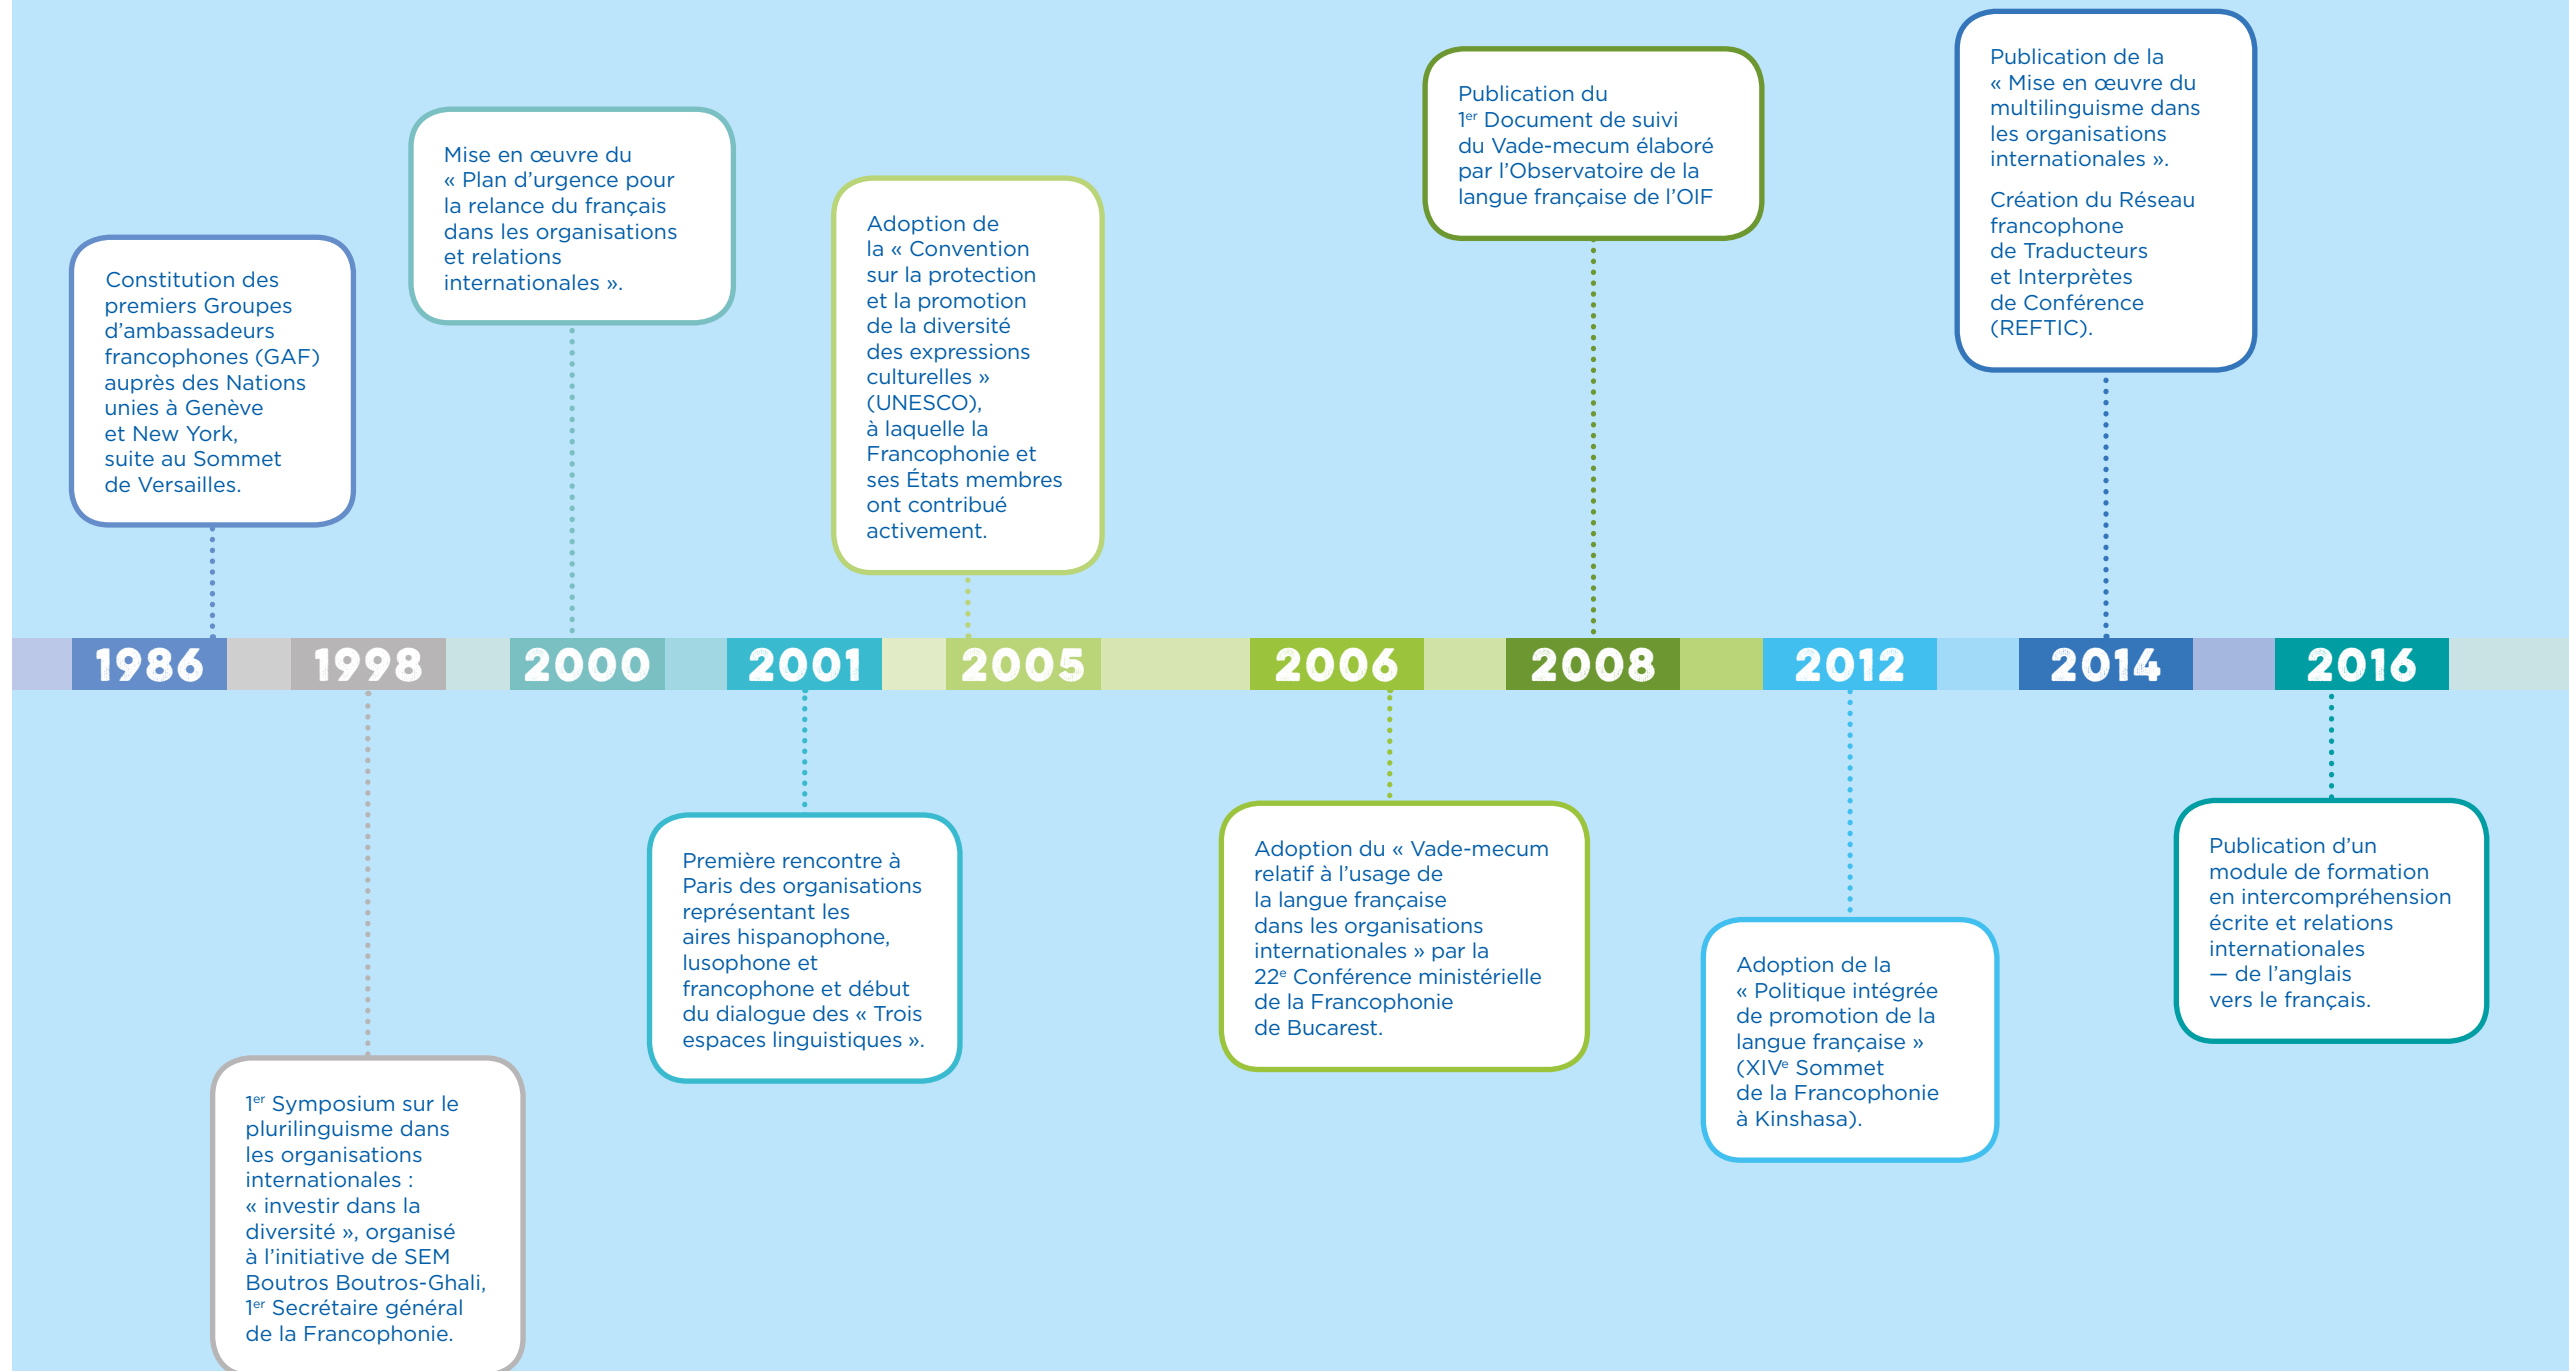 Publication de la
« Mise en œuvre du
multilinguisme dans
les organisations
internationales ».
Création du Réseau
francophone
de Traducteurs
et Interprètes
de Conférence
(REFTIC).
Publication du
1er Document de suivi
du Vade-mecum élaboré
par l’Observatoire de la
langue française de l’OIF
Mise en œuvre du
« Plan d’urgence pour
la relance du français
dans les organisations
et relations
internationales ».
Adoption de
la « Convention
sur la protection
et la promotion
de la diversité
des expressions
culturelles »
(UNESCO),
à laquelle la
Francophonie et
ses États membres
ont contribué
activement.
Constitution des
premiers Groupes
d’ambassadeurs
francophones (GAF)
auprès des Nations
unies à Genève
et New York,
suite au Sommet
de Versailles.
1986 1998 2000 2001 2005 2006 2008 2012 2014 2016
Première rencontre à
Paris des organisations
représentant les
aires hispanophone,
lusophone et
francophone et début
du dialogue des « Trois
espaces linguistiques ».
Adoption du « Vade-mecum
relatif à l’usage de
la langue française
dans les organisations
internationales » par la
22e Conférence ministérielle
de la Francophonie
de Bucarest.
Publication d’un
module de formation
en intercompréhension
écrite et relations
internationales
— de l’anglais
vers le français.
Adoption de la
« Politique intégrée
de promotion de la
langue française »
(XIVe Sommet
de la Francophonie
à Kinshasa).
1er Symposium sur le
plurilinguisme dans
les organisations
internationales :
« investir dans la
diversité », organisé
à l’initiative de SEM
Boutros Boutros-Ghali,
1er Secrétaire général
de la Francophonie.